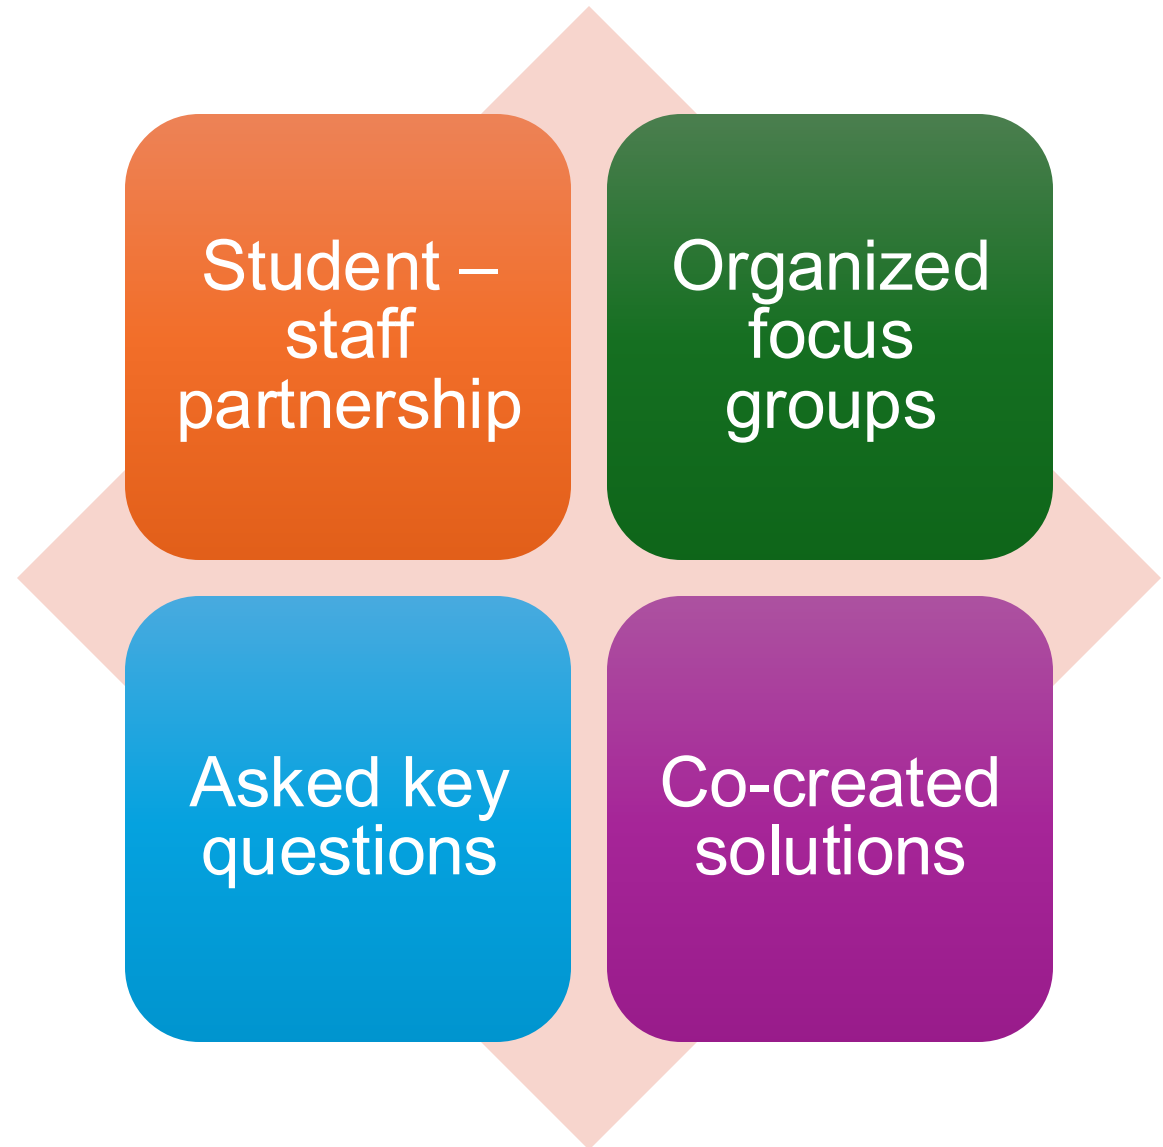 Student –
staff
partnership
Organized
focus
groups
Asked key
questions
Co-created
solutions